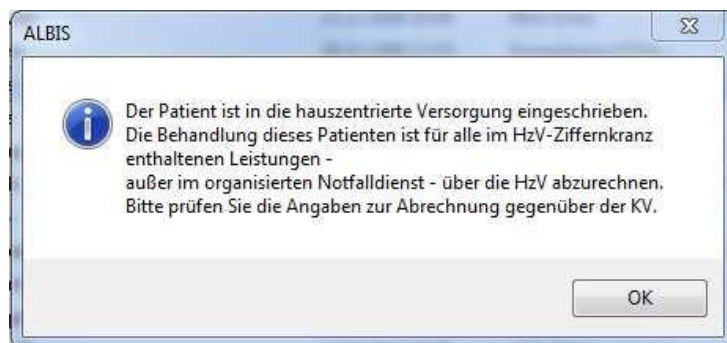 ALBIS
Der Patient ist in die hauszentrierte Versorgung eingeschrieben.
Die Behandlung dieses Patienten ist für alle im HzV-Ziffernkranz
enthaltenen Leistungen -
außer im organisierten Notfalldienst - über die HzV abzurechnen.
Bitte prüfen Sie die Angaben zur Abrechnung gegenüber der KV.
OK